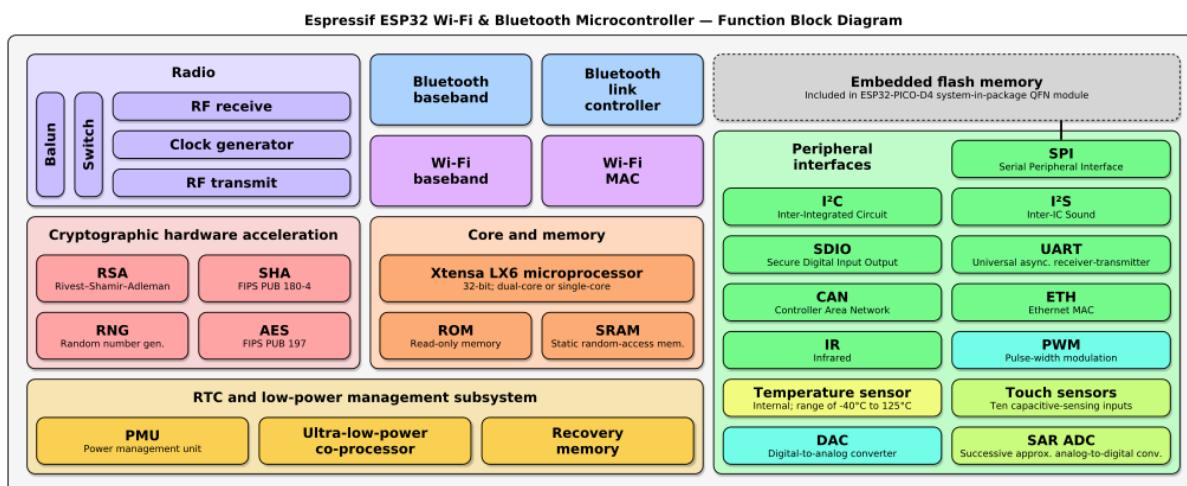 Espressif ESP32 Wi-Fi & Bluetooth Microcontroller — Function Block Diagram
Radio
Balun
Switch
RF receive
Clock generator
RF transmit
Bluetooth
baseband
Bluetooth
link
controller
Wi-Fi
baseband
Wi-Fi
MAC
Embedded flash memory
Included in ESP32-PICO-D4 system-in-package QFN module
Cryptographic hardware acceleration
RSA
Rivest–Shamir–Adleman
SHA
FIPS PUB 180-4
RNG
Random number gen.
AES
FIPS PUB 197
Core and memory
Xtensa LX6 microprocessor
32-bit; dual-core or single-core
ROM
Read-only memory
SRAM
Static random-access mem.
RTC and low-power management subsystem
PMU
Power management unit
Ultra-low-power
co-processor
Recovery
memory
Peripheral
interfaces
SPI
Serial Peripheral Interface
I²C
Inter-Integrated Circuit
I²S
Inter-IC Sound
SDIO
Secure Digital Input Output
UART
Universal async. receiver-transmitter
CAN
Controller Area Network
ETH
Ethernet MAC
IR
Infrared
PWM
Pulse-width modulation
Temperature sensor
Internal; range of -40°C to 125°C
Touch sensors
Ten capacitive-sensing inputs
DAC
Digital-to-analog converter
SAR ADC
Successive approx. analog-to-digital conv.